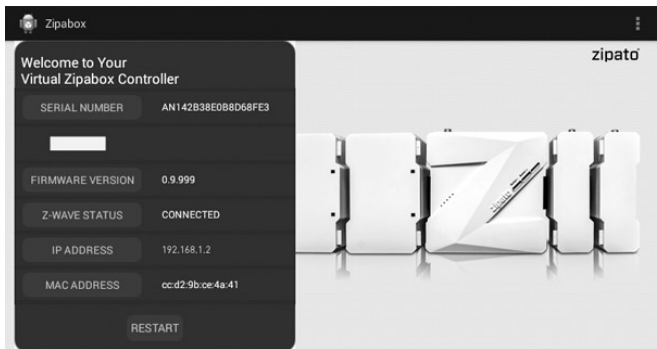 Zipabox
zipato
Welcome to Your
Virtual Zipabox Controller
SERIAL NUMBER AN142B38E0B8D68FE3
FIRMWARE VERSION 0.9.999
Z-WAVE STATUS CONNECTED
IP ADDRESS 192.168.1.2
MAC ADDRESS cc:d2:9b:ce:4a:41
RESTART
zipato